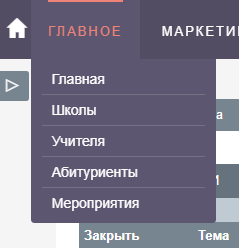 ГЛАВНОЕ МАРКЕТИ
Главная
Школы
Учителя
Абитуриенты
Мероприятия
Закрыть Тема